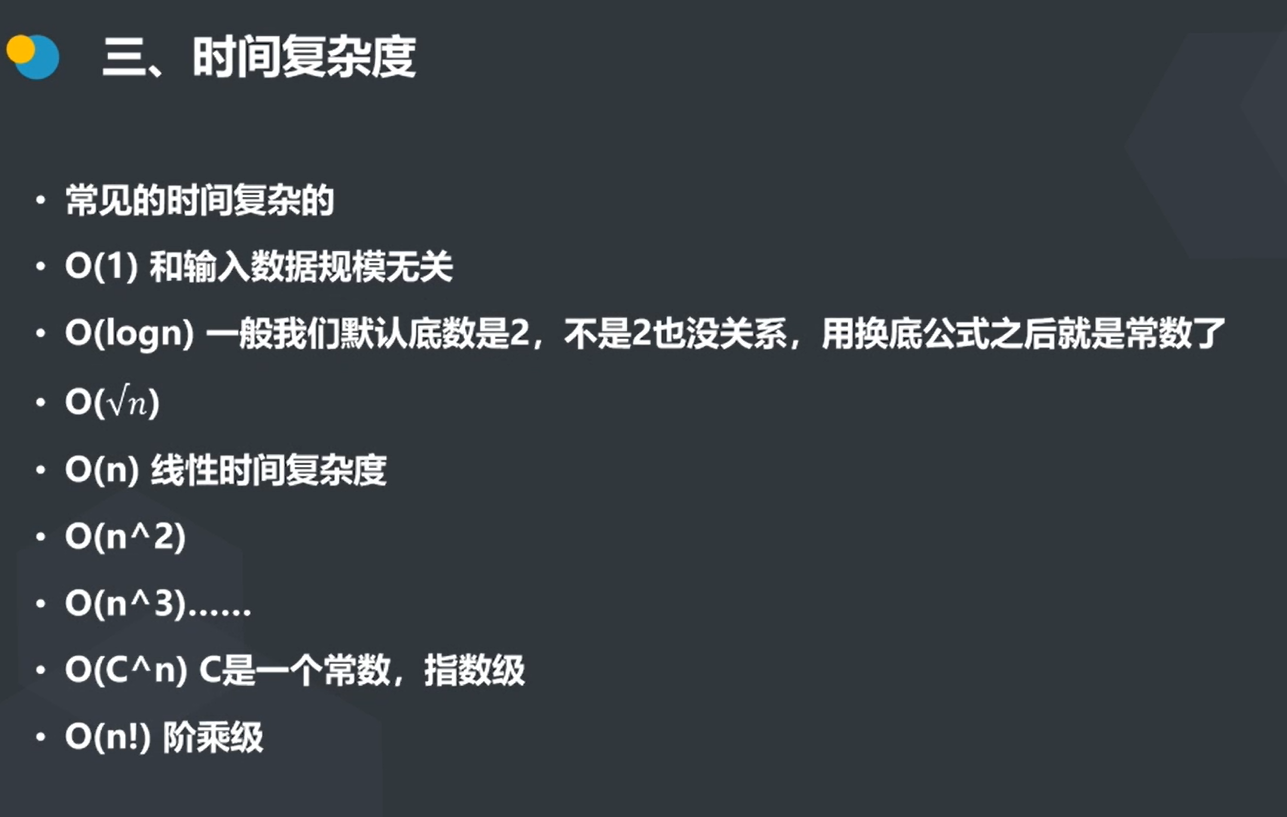 三、时间复杂度
• 常见的时间复杂的
• O(1) 和输入数据规模无关
• O(logn) 一般我们默认底数是2，不是2也没关系，用换底公式之后就是常数了
• O(√n)
• O(n) 线性时间复杂度
• O(n^2)
• O(n^3)……
• O(C^n) C是一个常数，指数级
• O(n!) 阶乘级